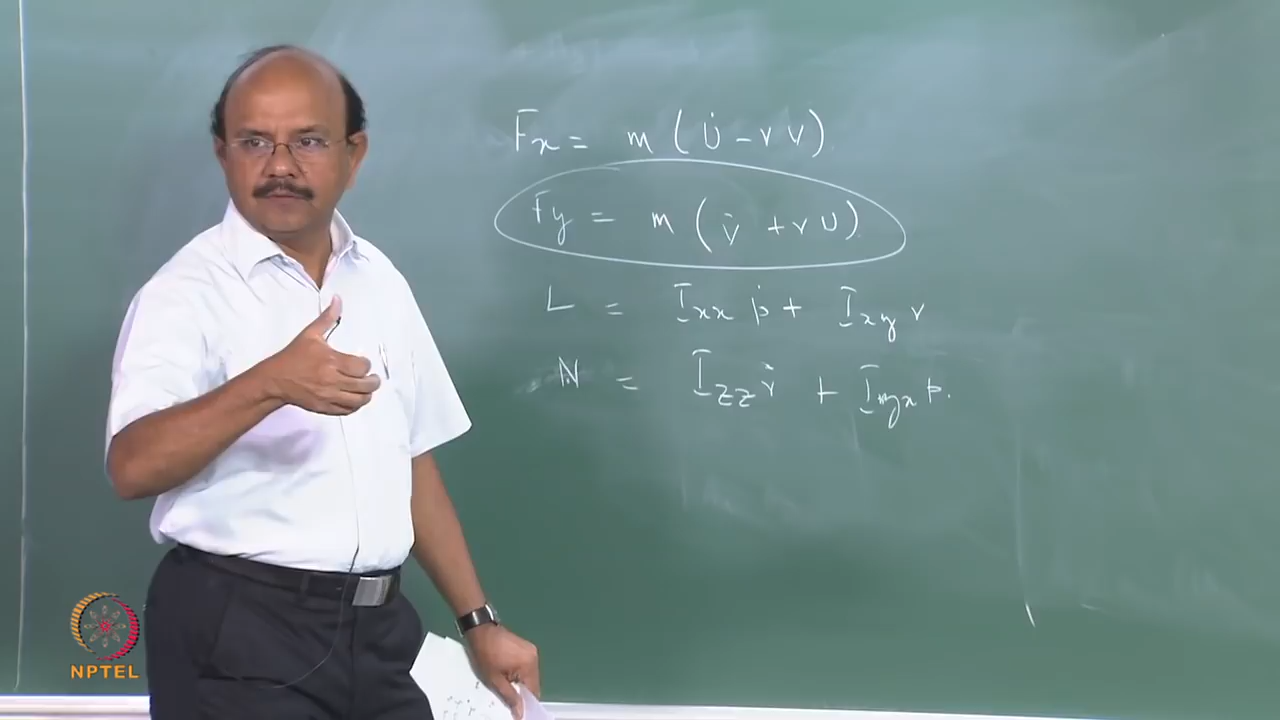 Fx = m ( U̇ - r V )
Fy = m ( V̇ + r U )
L = Ixx ṗ + Ixy r
N = Izz ṙ + Iyx p.
NPTEL